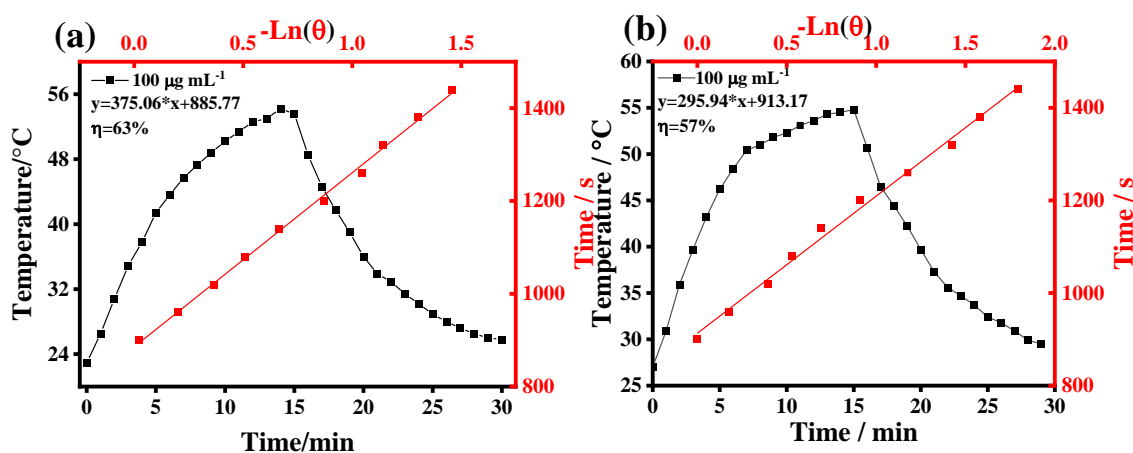 (a)
-Ln(θ)
0.0 0.5 1.0 1.5
100 μg mL-1
y=375.06*x+885.77
η=63%
Temperature/°C
56
48
40
32
24
1400
1200
1000
800
Time / s
0 5 10 15 20 25 30
Time/min
(b)
-Ln(θ)
0.0 0.5 1.0 1.5 2.0
100 μg mL-1
y=295.94*x+913.17
η=57%
Temperature / °C
60
55
50
45
40
35
30
25
1400
1200
1000
800
Time / s
0 5 10 15 20 25 30
Time / min